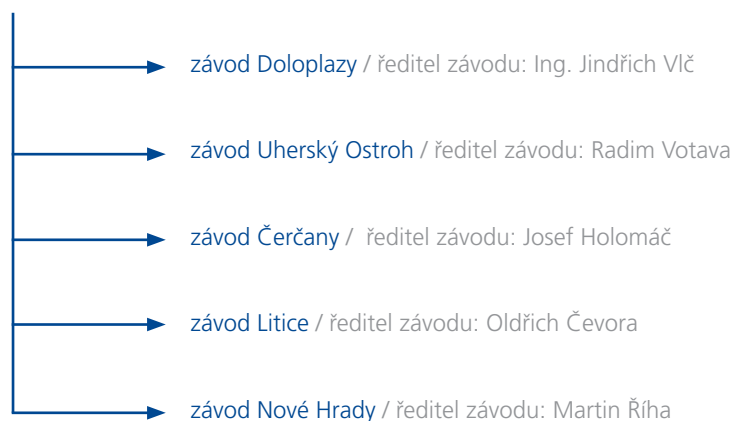 závod Doloplazy / ředitel závodu: Ing. Jindřich Vlč
závod Uherský Ostroh / ředitel závodu: Radim Votava
závod Čerčany / ředitel závodu: Josef Holomáč
závod Litice / ředitel závodu: Oldřich Čevora
závod Nové Hrady / ředitel závodu: Martin Říha